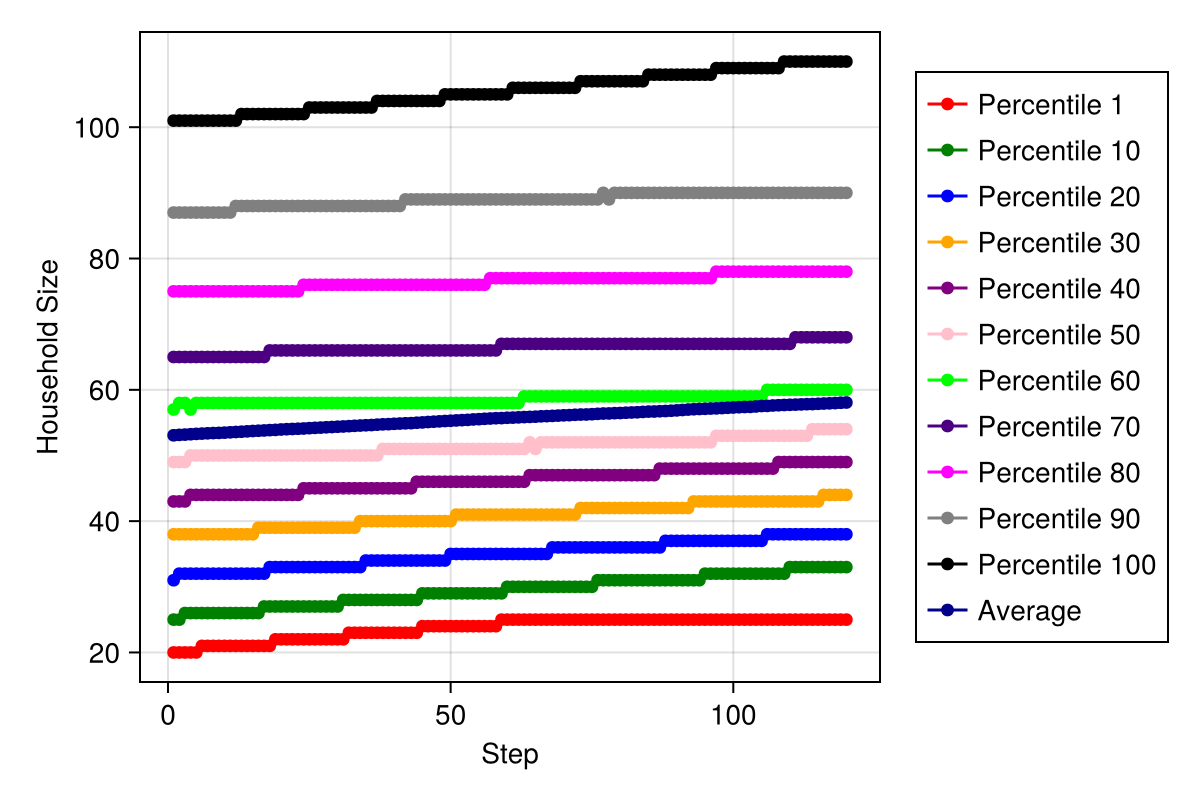 100
80
60
40
20
Household Size
0 50 100
Step
Percentile 1
Percentile 10
Percentile 20
Percentile 30
Percentile 40
Percentile 50
Percentile 60
Percentile 70
Percentile 80
Percentile 90
Percentile 100
Average